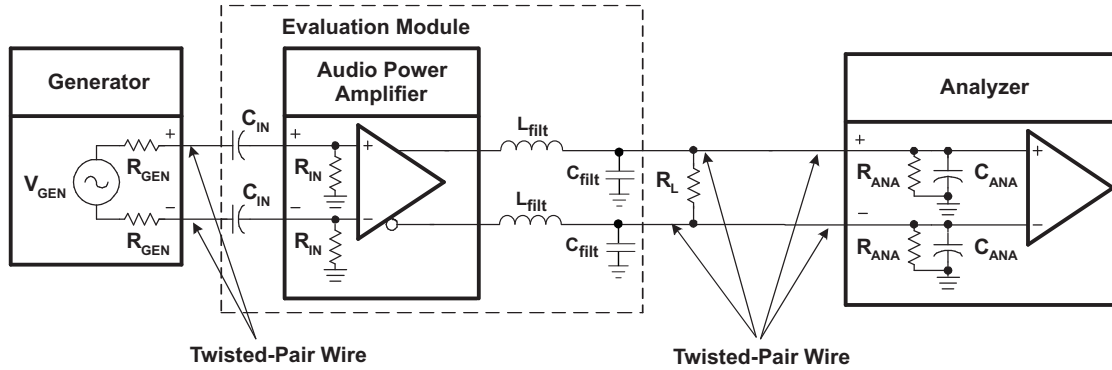 Evaluation Module
Generator
Audio Power
Amplifier
Analyzer
C_IN
L_filt
+
R_GEN
V_GEN
−
R_GEN
C_IN
+
R_IN
−
R_IN
+
−
C_filt
L_filt
C_filt
R_L
+
R_ANA
C_ANA
−
R_ANA
C_ANA
+
−
Twisted-Pair Wire
Twisted-Pair Wire